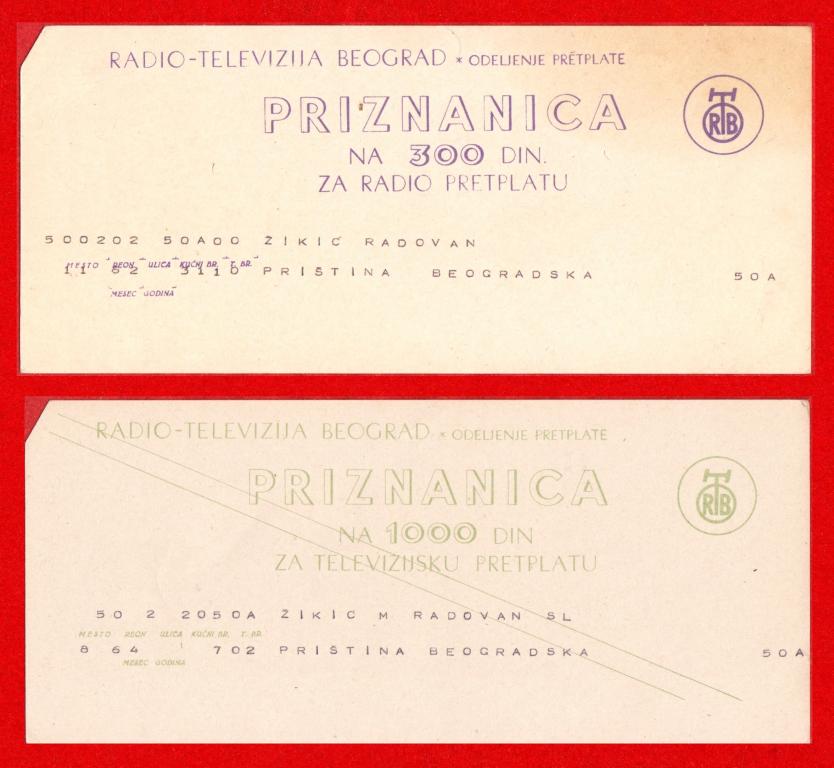 RADIO-TELEVIZIJA BEOGRAD * ODELJENJE PRETPLATE
PRIZNANICA
NA 300 DIN.
ZA RADIO PRETPLATU
RTB
500202 50A00 ŽIKIĆ RADOVAN
MESTO REON ULICA KUĆNI BR. T. BR.
11 62 3110 PRIŠTINA BEOGRADSKA 50A
MESEC GODINA
RADIO-TELEVIZIJA BEOGRAD * ODELJENJE PRETPLATE
PRIZNANICA
NA 1000 DIN
ZA TELEVIZIJSKU PRETPLATU
RTB
50 2 2050A ŽIKIĆ M RADOVAN SL
MESTO REON ULICA KUĆNI BR. T. BR.
8 64 702 PRIŠTINA BEOGRADSKA 50A
MESEC GODINA